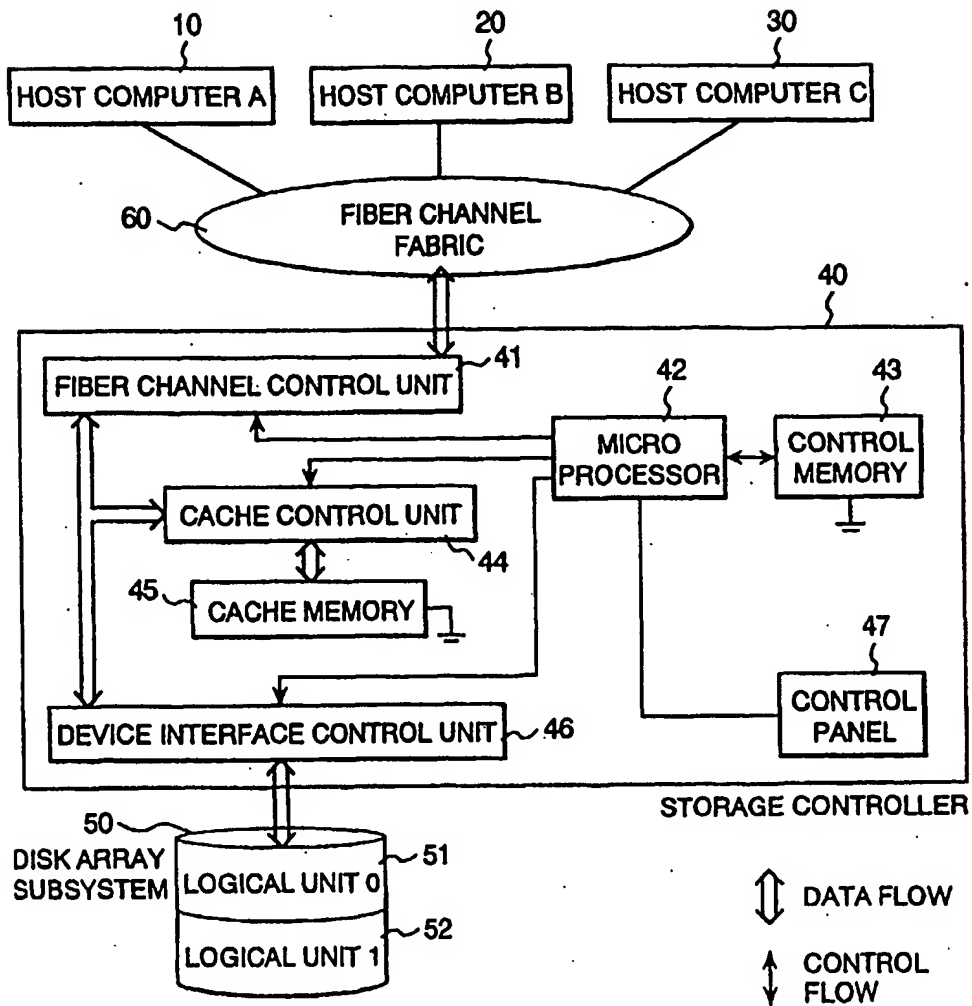 10
20
30
HOST COMPUTER A
HOST COMPUTER B
HOST COMPUTER C
60
FIBER CHANNEL
FABRIC
40
41
FIBER CHANNEL CONTROL UNIT
42
43
MICRO
PROCESSOR
CONTROL
MEMORY
CACHE CONTROL UNIT
44
45
CACHE MEMORY
47
CONTROL
PANEL
DEVICE INTERFACE CONTROL UNIT
46
STORAGE CONTROLLER
50
DISK ARRAY
SUBSYSTEM
51
LOGICAL UNIT 0
52
LOGICAL UNIT 1
DATA FLOW
CONTROL
FLOW